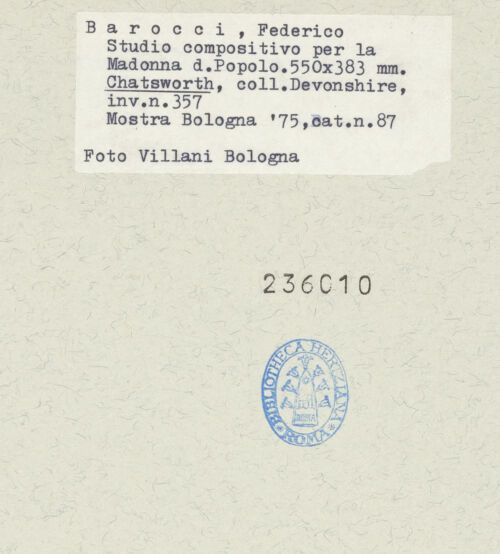 B a r o c c i , Federico
Studio compositivo per la
Madonna d.Popolo.550x383 mm.
Chatsworth, coll.Devonshire,
inv.n.357
Mostra Bologna '75,cat.n.87
Foto Villani Bologna
236010
BIBLIOTHECA HERTZIANA
ROMA